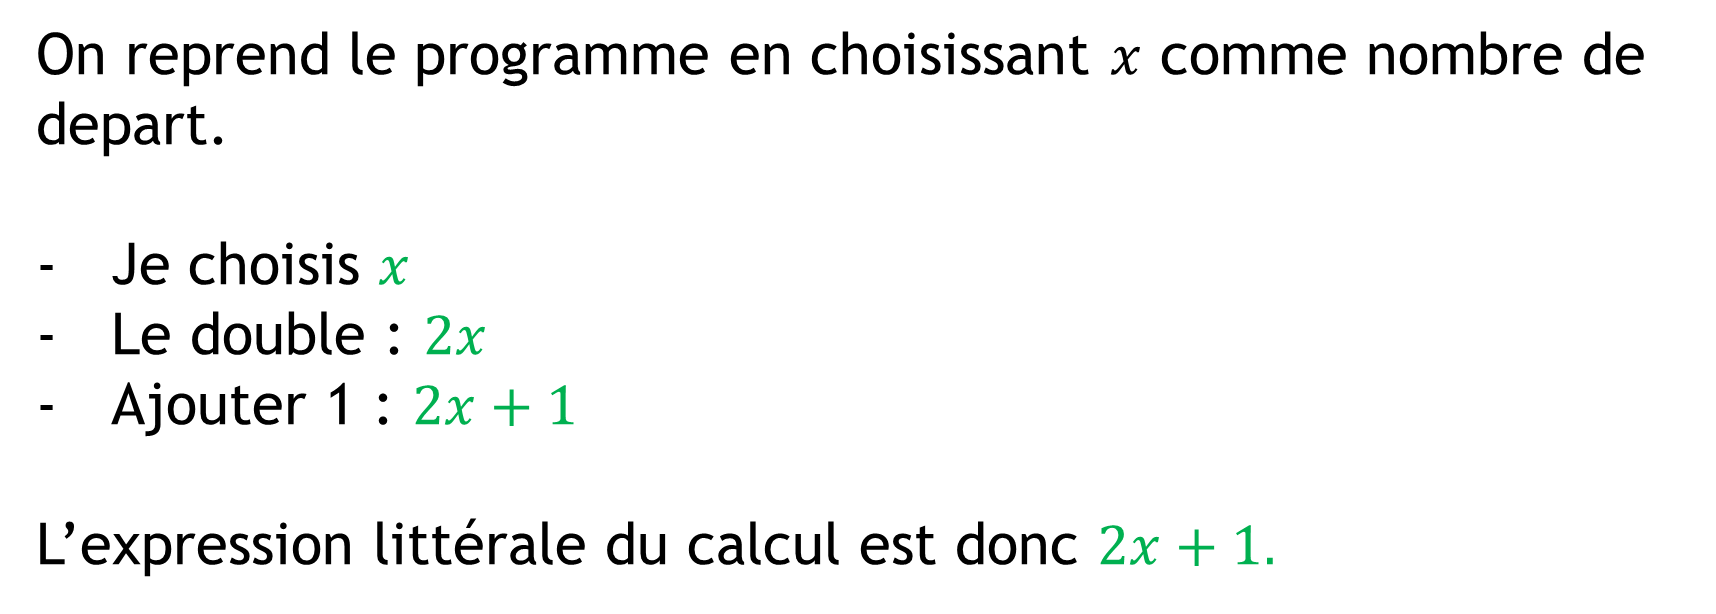 On reprend le programme en choisissant x comme nombre de
depart.
- Je choisis x
- Le double : 2x
- Ajouter 1 : 2x + 1
L’expression littérale du calcul est donc 2x + 1.